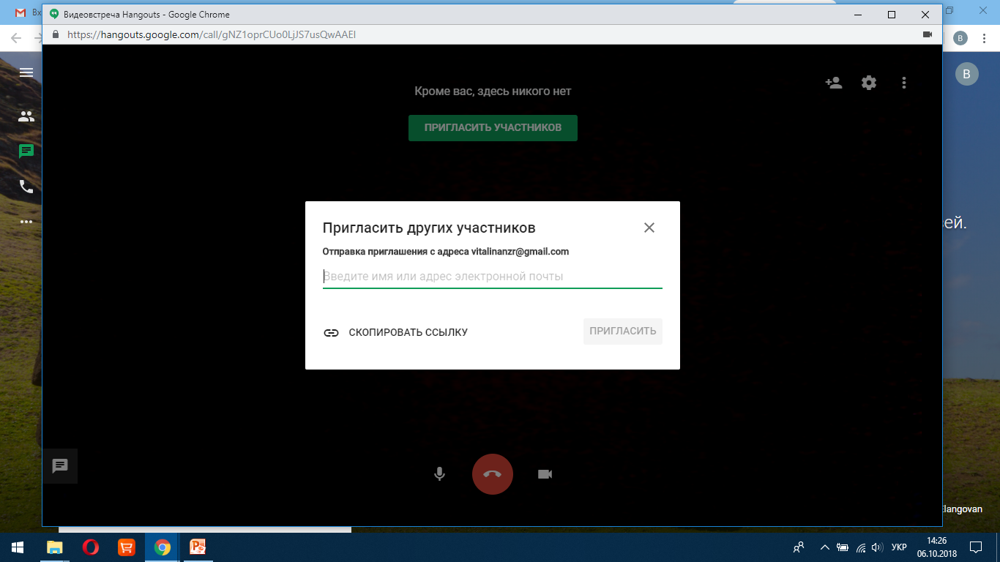 Вх
Видеовстреча Hangouts - Google Chrome
https://hangouts.google.com/call/gNZ1oprCUo0LjJS7usQwAAEI
B
B
Кроме вас, здесь никого нет
ПРИГЛАСИТЬ УЧАСТНИКОВ
Пригласить других участников
Отправка приглашения с адреса vitalinanzr@gmail.com
Введите имя или адрес электронной почты
СКОПИРОВАТЬ ССЫЛКУ
ПРИГЛАСИТЬ
ей.
Elangovan
УКР
14:26
06.10.2018